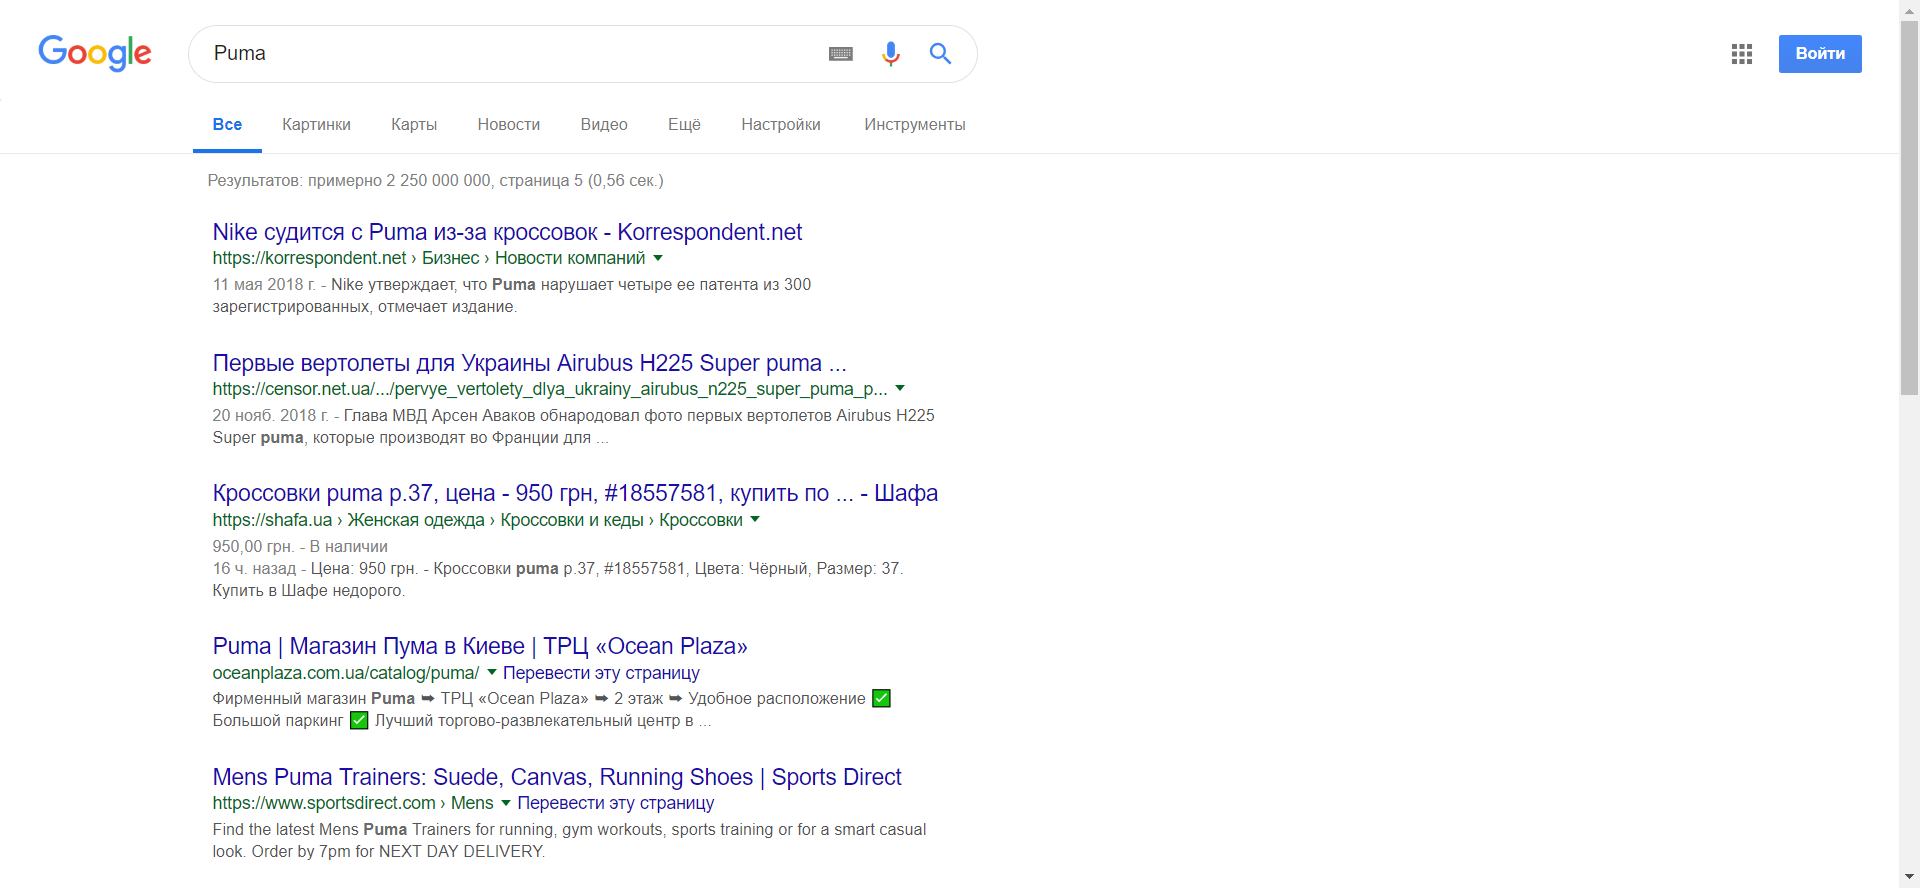 Google
Puma
Войти
Все Картинки Карты Новости Видео Ещё Настройки Инструменты
Результатов: примерно 2 250 000 000, страница 5 (0,56 сек.)
Nike судится с Puma из-за кроссовок - Korrespondent.net
https://korrespondent.net › Бизнес › Новости компаний
11 мая 2018 г. - Nike утверждает, что Puma нарушает четыре ее патента из 300
зарегистрированных, отмечает издание.
Первые вертолеты для Украины Airubus H225 Super puma ...
https://censor.net.ua/.../pervye_vertolety_dlya_ukrainy_airubus_n225_super_puma_p...
20 нояб. 2018 г. - Глава МВД Арсен Аваков обнародовал фото первых вертолетов Airubus H225
Super puma, которые производят во Франции для ...
Кроссовки puma р.37, цена - 950 грн, #18557581, купить по ... - Шафа
https://shafa.ua › Женская одежда › Кроссовки и кеды › Кроссовки
950,00 грн. - В наличии
16 ч. назад - Цена: 950 грн. - Кроссовки puma р.37, #18557581, Цвета: Чёрный, Размер: 37.
Купить в Шафе недорого.
Puma | Магазин Пума в Киеве | ТРЦ «Ocean Plaza»
oceanplaza.com.ua/catalog/puma/ Перевести эту страницу
Фирменный магазин Puma ➥ ТРЦ «Ocean Plaza» ➥ 2 этаж ➥ Удобное расположение ✅
Большой паркинг ✅ Лучший торгово-развлекательный центр в ...
Mens Puma Trainers: Suede, Canvas, Running Shoes | Sports Direct
https://www.sportsdirect.com › Mens Перевести эту страницу
Find the latest Mens Puma Trainers for running, gym workouts, sports training or for a smart casual
look. Order by 7pm for NEXT DAY DELIVERY.